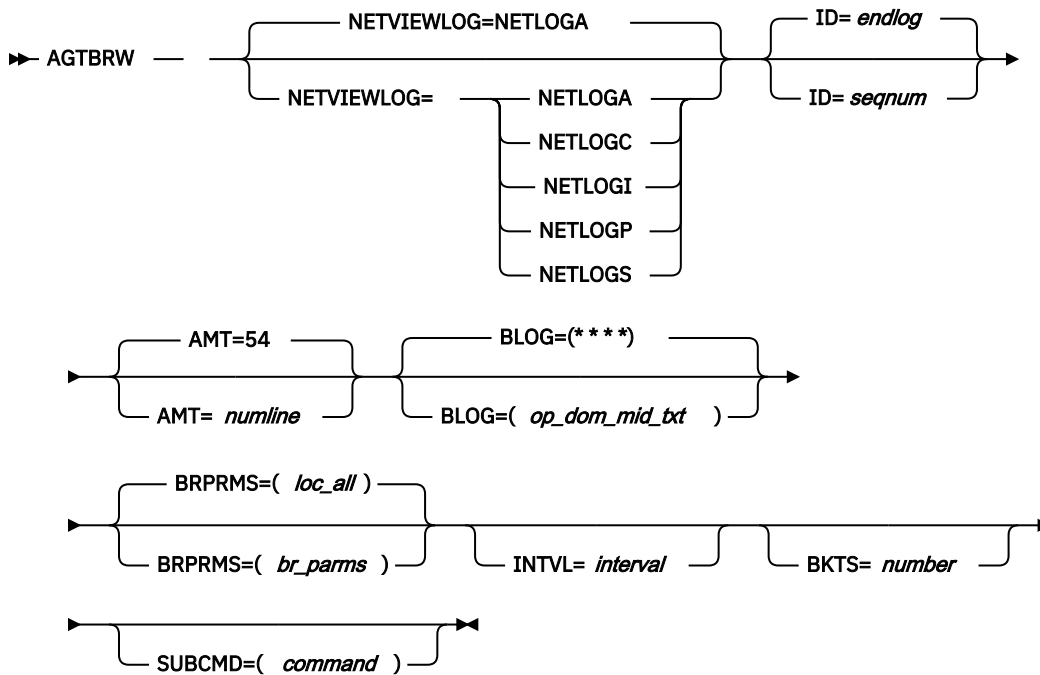 NETVIEWLOG=NETLOGA
ID= endlog
AGTBRW
NETVIEWLOG=
NETLOGA
ID= seqnum
NETLOGC
NETLOGI
NETLOGP
NETLOGS
AMT=54
BLOG=(* * * *)
AMT= numline
BLOG=( op_dom_mid_txt )
BRPRMS=( loc_all )
BRPRMS=( br_parms )
INTVL= interval
BKTS= number
SUBCMD=( command )